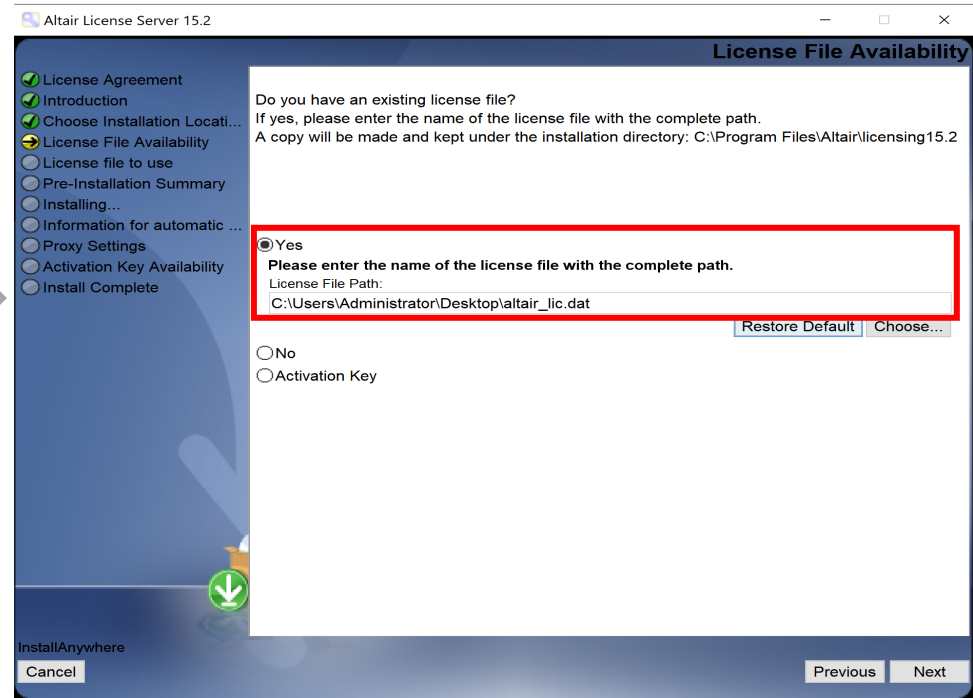 Altair License Server 15.2
License File Availability
License Agreement
Introduction
Choose Installation Locati...
License File Availability
License file to use
Pre-Installation Summary
Installing...
Information for automatic ...
Proxy Settings
Activation Key Availability
Install Complete
Do you have an existing license file?
If yes, please enter the name of the license file with the complete path.
A copy will be made and kept under the installation directory: C:\Program Files\Altair\licensing15.2
Yes
Please enter the name of the license file with the complete path.
License File Path:
C:\Users\Administrator\Desktop\altair_lic.dat
Restore Default Choose...
No
Activation Key
InstallAnywhere
Cancel Previous Next